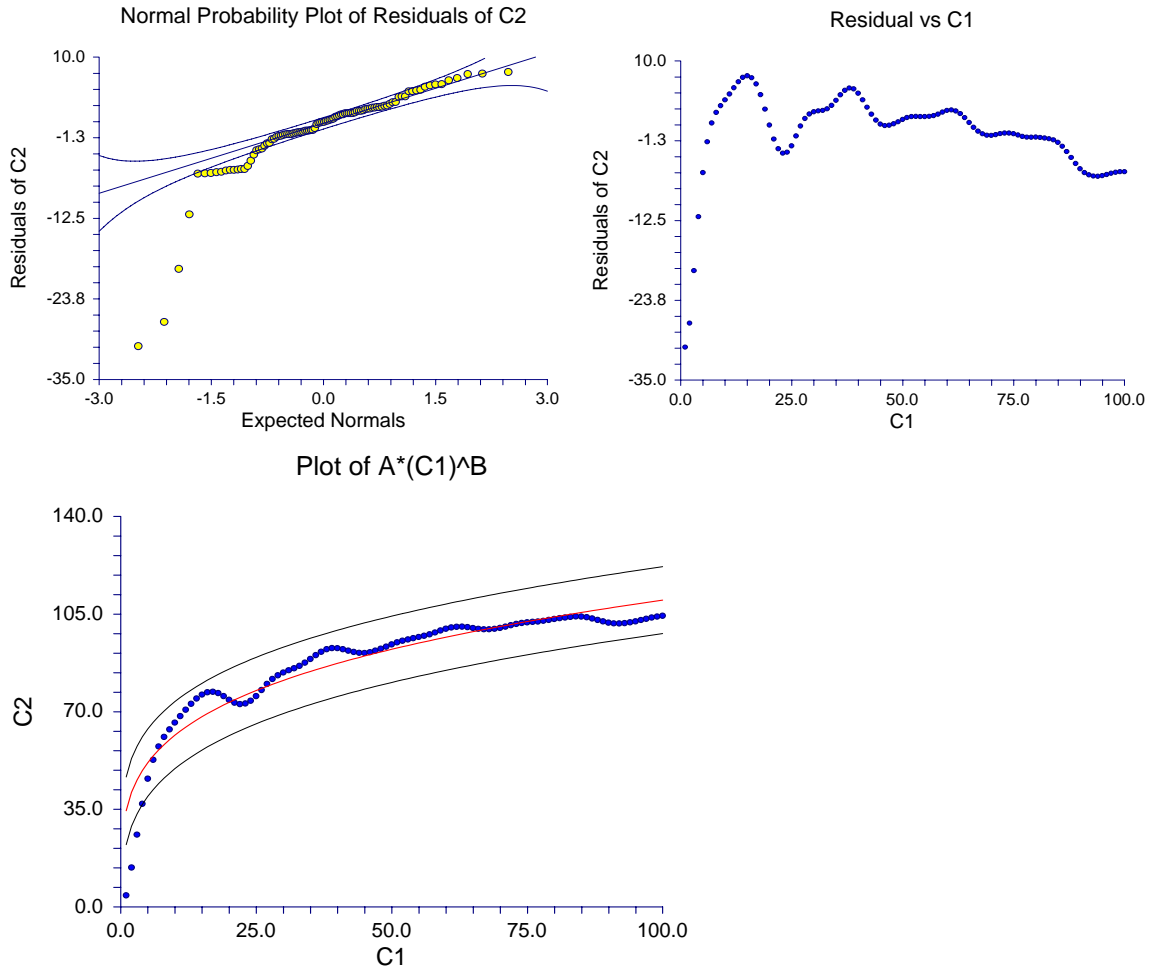 Normal Probability Plot of Residuals of C2
10.0
-1.3
-12.5
-23.8
-35.0
Residuals of C2
-3.0 -1.5 0.0 1.5 3.0
Expected Normals
Residual vs C1
10.0
-1.3
-12.5
-23.8
-35.0
Residuals of C2
0.0 25.0 50.0 75.0 100.0
C1
Plot of A*(C1)^B
140.0
105.0
70.0
35.0
0.0
C2
0.0 25.0 50.0 75.0 100.0
C1